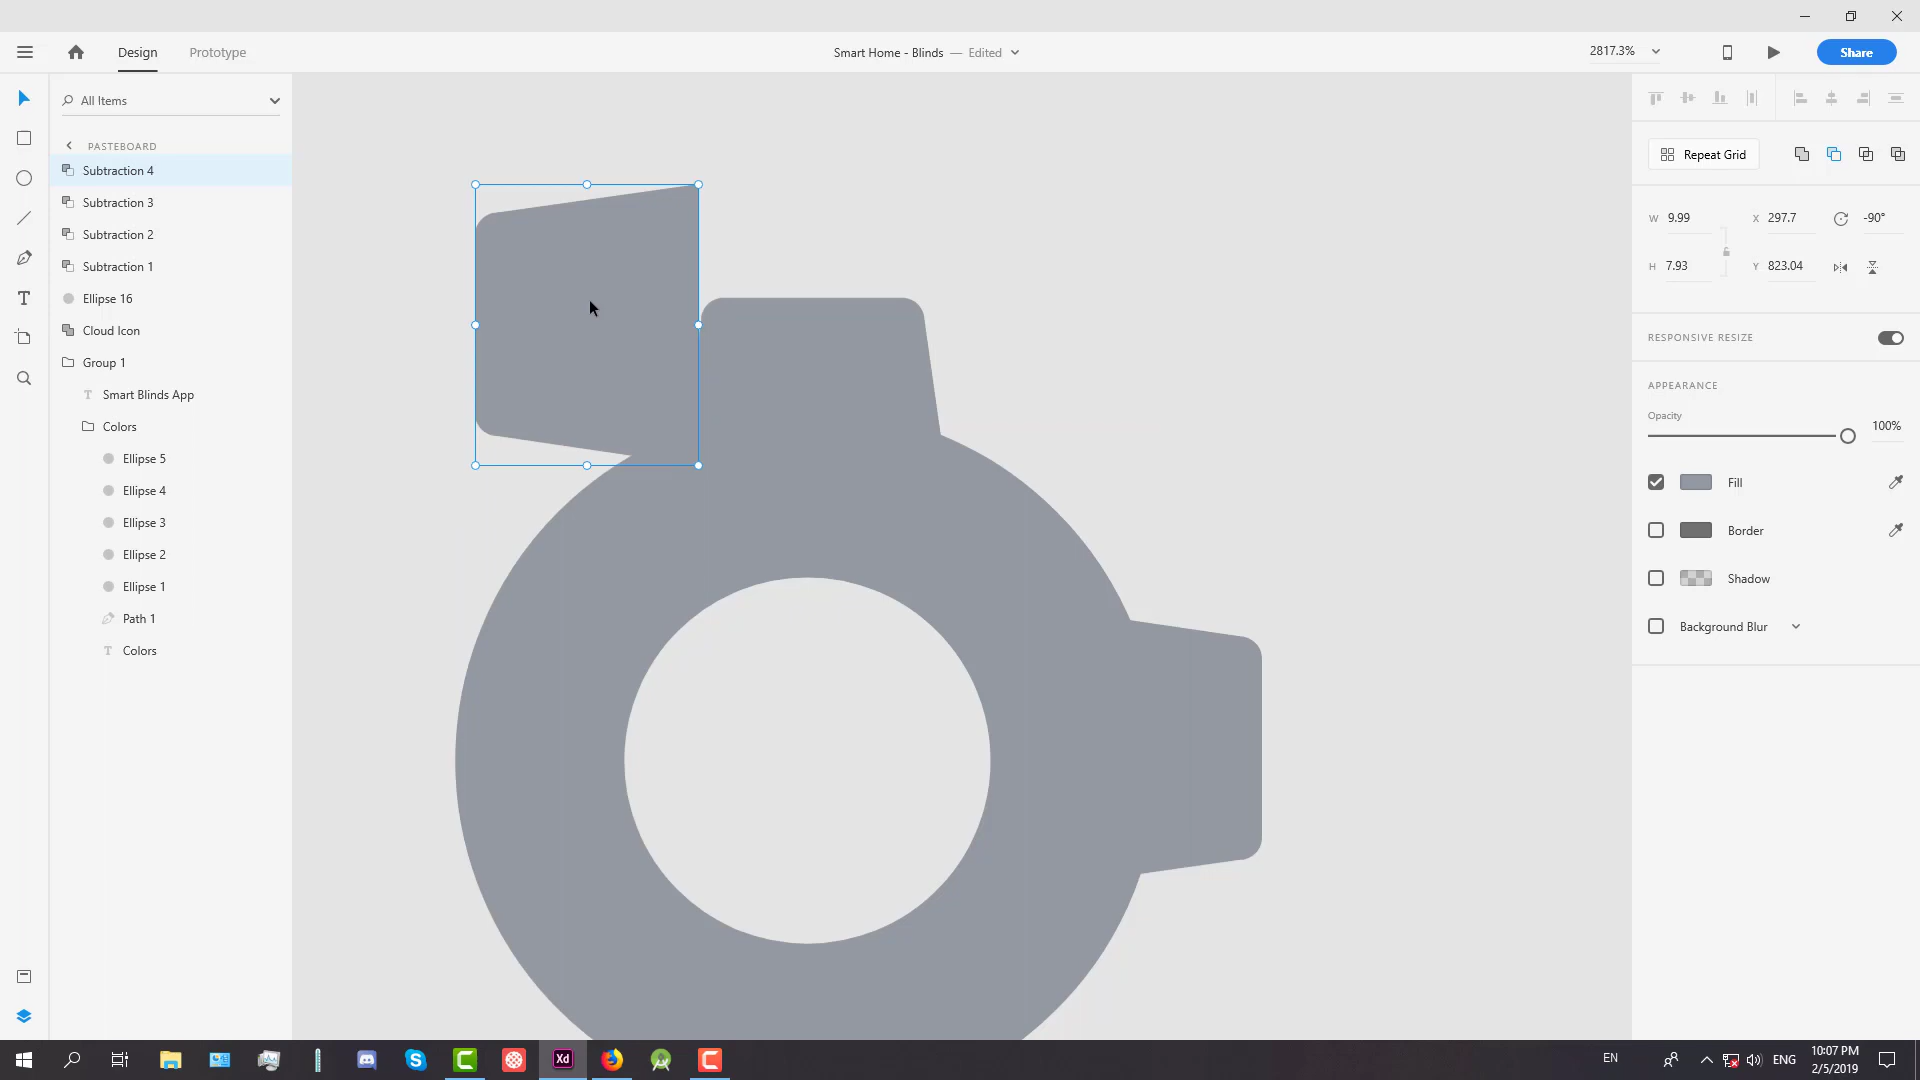 Design
Prototype
Smart Home - Blinds — Edited
2817.3%
Share
All Items
PASTEBOARD
Subtraction 4
Subtraction 3
Subtraction 2
Subtraction 1
Ellipse 16
Cloud Icon
Group 1
T Smart Blinds App
Colors
Ellipse 5
Ellipse 4
Ellipse 3
Ellipse 2
Ellipse 1
Path 1
T Colors
Repeat Grid
W 9.99
X 297.7
-90°
H 7.93
Y 823.04
RESPONSIVE RESIZE
APPEARANCE
Opacity
100%
Fill
Border
Shadow
Background Blur
Xd
EN
ENG
10:07 PM
2/5/2019